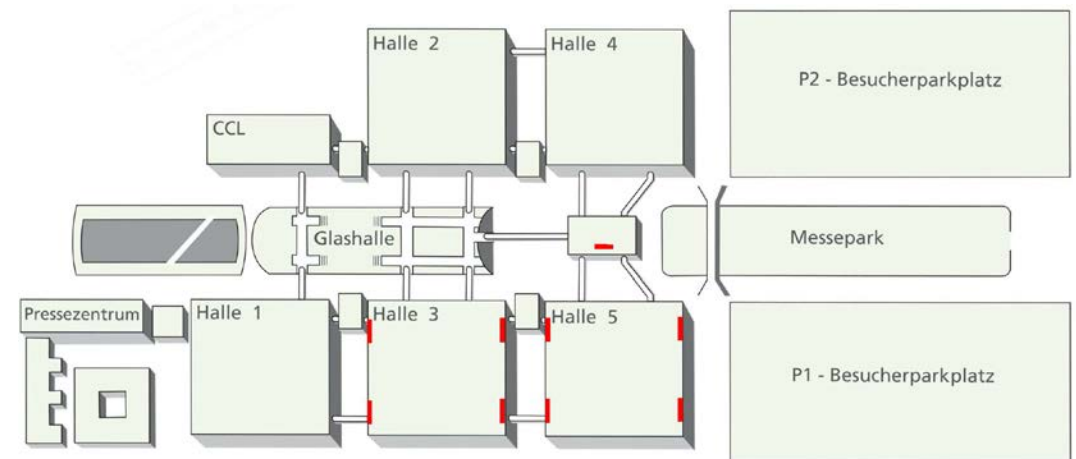 Halle 2
Halle 4
P2 - Besucherparkplatz
CCL
Glashalle
Messepark
Pressezentrum
Halle 1
Halle 3
Halle 5
P1 - Besucherparkplatz